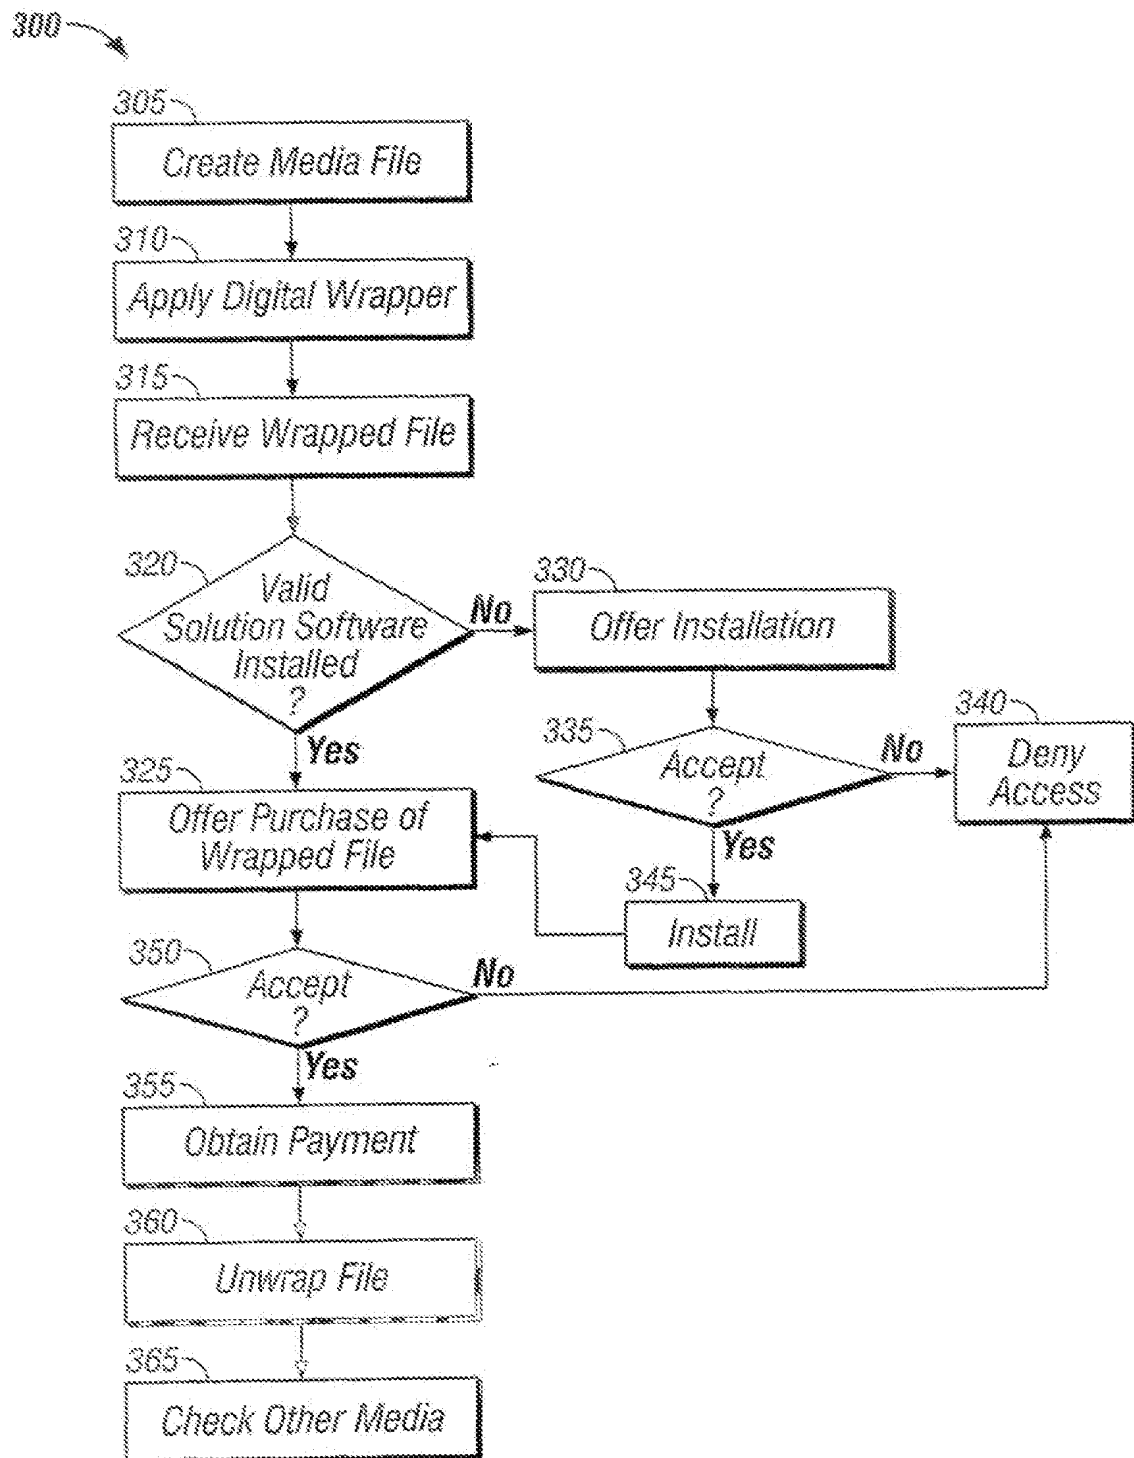 300
305
Create Media File
310
Apply Digital Wrapper
315
Receive Wrapped File
320
Valid
Solution Software
Installed
?
No
330
Offer Installation
Yes
335
Accept
?
No
340
Deny
Access
325
Offer Purchase of
Wrapped File
Yes
345
Install
350
Accept
?
No
Yes
355
Obtain Payment
360
Unwrap File
365
Check Other Media